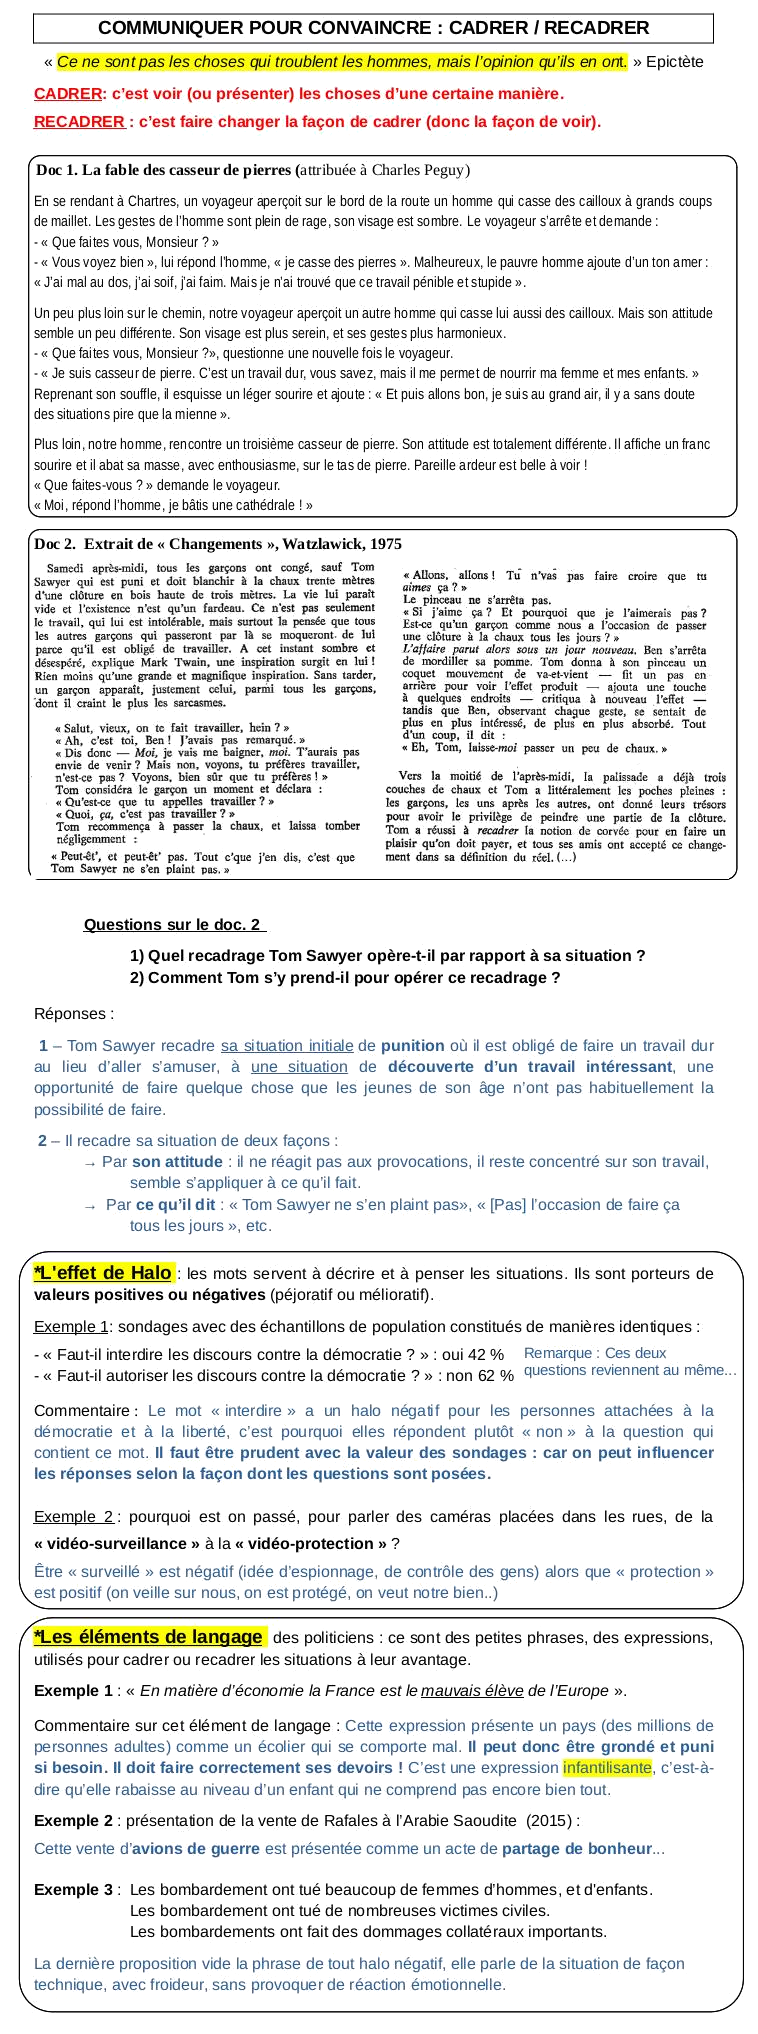 COMMUNIQUER POUR CONVAINCRE : CADRER / RECADRER
« Ce ne sont pas les choses qui troublent les hommes, mais l’opinion qu’ils en ont. » Epictète
CADRER: c’est voir (ou présenter) les choses d’une certaine manière.
RECADRER : c’est faire changer la façon de cadrer (donc la façon de voir).
Doc 1. La fable des casseur de pierres (attribuée à Charles Peguy)
En se rendant à Chartres, un voyageur aperçoit sur le bord de la route un homme qui casse des cailloux à grands coups
de maillet. Les gestes de l’homme sont plein de rage, son visage est sombre. Le voyageur s’arrête et demande :
- « Que faites vous, Monsieur ? »
- « Vous voyez bien », lui répond l’homme, « je casse des pierres ». Malheureux, le pauvre homme ajoute d’un ton amer :
« J’ai mal au dos, j’ai soif, j’ai faim. Mais je n’ai trouvé que ce travail pénible et stupide ».
Un peu plus loin sur le chemin, notre voyageur aperçoit un autre homme qui casse lui aussi des cailloux. Mais son attitude
semble un peu différente. Son visage est plus serein, et ses gestes plus harmonieux.
- « Que faites vous, Monsieur ?», questionne une nouvelle fois le voyageur.
- « Je suis casseur de pierre. C’est un travail dur, vous savez, mais il me permet de nourrir ma femme et mes enfants. »
Reprenant son souffle, il esquisse un léger sourire et ajoute : « Et puis allons bon, je suis au grand air, il y a sans doute
des situations pire que la mienne ».
Plus loin, notre homme, rencontre un troisième casseur de pierre. Son attitude est totalement différente. Il affiche un franc
sourire et il abat sa masse, avec enthousiasme, sur le tas de pierre. Pareille ardeur est belle à voir !
« Que faites-vous ? » demande le voyageur.
« Moi, répond l’homme, je bâtis une cathédrale ! »
Doc 2. Extrait de « Changements », Watzlawick, 1975
Samedi après-midi, tous les garçons ont congé, sauf Tom
Sawyer qui est puni et doit blanchir à la chaux trente mètres
d’une clôture en bois haute de trois mètres. La vie lui paraît
vide et l’existence n’est qu’un fardeau. Ce n’est pas seulement
le travail, qui lui est intolérable, mais surtout la pensée que tous
les autres garçons qui passeront par là se moqueront de lui
parce qu’il est obligé de travailler. A cet instant sombre et
désespéré, explique Mark Twain, une inspiration surgit en lui !
Rien moins qu’une grande et magnifique inspiration. Sans tarder,
un garçon apparaît, justement celui, parmi tous les garçons,
dont il craint le plus les sarcasmes.
« Salut, vieux, on te fait travailler, hein ? »
« Ah, c’est toi, Ben ! J’avais pas remarqué. »
« Dis donc — Moi, je vais me baigner, moi. T’aurais pas
envie de venir ? Mais non, voyons, tu préfères travailler,
n’est-ce pas ? Voyons, bien sûr que tu préfères ! »
Tom considéra le garçon un moment et déclara :
« Qu’est-ce que tu appelles travailler ? »
« Quoi, ça, c’est pas travailler ? »
Tom recommença à passer la chaux, et laissa tomber
négligemment :
« Peut-êt’, et peut-êt’ pas. Tout c’que j’en dis, c’est que
Tom Sawyer ne s’en plaint pas. »
« Allons, allons ! Tu n’vas pas faire croire que tu
aimes ça ? »
Le pinceau ne s’arrêta pas.
« Si j’aime ça ? Et pourquoi que je l’aimerais pas ?
Est-ce qu’un garçon comme nous a l’occasion de passer
une clôture à la chaux tous les jours ? »
L’affaire parut alors sous un jour nouveau. Ben s’arrêta
de mordiller sa pomme. Tom donna à son pinceau un
coquet mouvement de va-et-vient — fit un pas en
arrière pour voir l’effet produit — ajouta une touche
à quelques endroits — critiqua à nouveau l’effet —
tandis que Ben, observant chaque geste, se sentait de
plus en plus intéressé, de plus en plus absorbé. Tout
d’un coup, il dit :
« Eh, Tom, laisse-moi passer un peu de chaux. »
Vers la moitié de l’après-midi, la palissade a déjà trois
couches de chaux et Tom a littéralement les poches pleines :
les garçons, les uns après les autres, ont donné leurs trésors
pour avoir le privilège de peindre une partie de la clôture.
Tom a réussi à recadrer la notion de corvée pour en faire un
plaisir qu’on doit payer, et tous ses amis ont accepté ce change-
ment dans sa définition du réel. (...)
Questions sur le doc. 2
1) Quel recadrage Tom Sawyer opère-t-il par rapport à sa situation ?
2) Comment Tom s’y prend-il pour opérer ce recadrage ?
Réponses :
1 – Tom Sawyer recadre sa situation initiale de punition où il est obligé de faire un travail dur
au lieu d’aller s’amuser, à une situation de découverte d’un travail intéressant, une
opportunité de faire quelque chose que les jeunes de son âge n’ont pas habituellement la
possibilité de faire.
2 – Il recadre sa situation de deux façons :
→ Par son attitude : il ne réagit pas aux provocations, il reste concentré sur son travail,
semble s’appliquer à ce qu’il fait.
→ Par ce qu’il dit : « Tom Sawyer ne s’en plaint pas», « [Pas] l’occasion de faire ça
tous les jours », etc.
*L'effet de Halo : les mots servent à décrire et à penser les situations. Ils sont porteurs de
valeurs positives ou négatives (péjoratif ou mélioratif).
Exemple 1: sondages avec des échantillons de population constitués de manières identiques :
- « Faut-il interdire les discours contre la démocratie ? » : oui 42 %
- « Faut-il autoriser les discours contre la démocratie ? » : non 62 %
Remarque : Ces deux
questions reviennent au même...
Commentaire : Le mot « interdire » a un halo négatif pour les personnes attachées à la
démocratie et à la liberté, c’est pourquoi elles répondent plutôt « non » à la question qui
contient ce mot. Il faut être prudent avec la valeur des sondages : car on peut influencer
les réponses selon la façon dont les questions sont posées.
Exemple 2 : pourquoi est on passé, pour parler des caméras placées dans les rues, de la
« vidéo-surveillance » à la « vidéo-protection » ?
Être « surveillé » est négatif (idée d’espionnage, de contrôle des gens) alors que « protection »
est positif (on veille sur nous, on est protégé, on veut notre bien..)
*Les éléments de langage des politiciens : ce sont des petites phrases, des expressions,
utilisés pour cadrer ou recadrer les situations à leur avantage.
Exemple 1 : « En matière d’économie la France est le mauvais élève de l’Europe ».
Commentaire sur cet élément de langage : Cette expression présente un pays (des millions de
personnes adultes) comme un écolier qui se comporte mal. Il peut donc être grondé et puni
si besoin. Il doit faire correctement ses devoirs ! C’est une expression infantilisante, c’est-à-
dire qu’elle rabaisse au niveau d’un enfant qui ne comprend pas encore bien tout.
Exemple 2 : présentation de la vente de Rafales à l’Arabie Saoudite (2015) :
Cette vente d’avions de guerre est présentée comme un acte de partage de bonheur...
Exemple 3 : Les bombardement ont tué beaucoup de femmes d’hommes, et d'enfants.
Les bombardement ont tué de nombreuses victimes civiles.
Les bombardements ont fait des dommages collatéraux importants.
La dernière proposition vide la phrase de tout halo négatif, elle parle de la situation de façon
technique, avec froideur, sans provoquer de réaction émotionnelle.